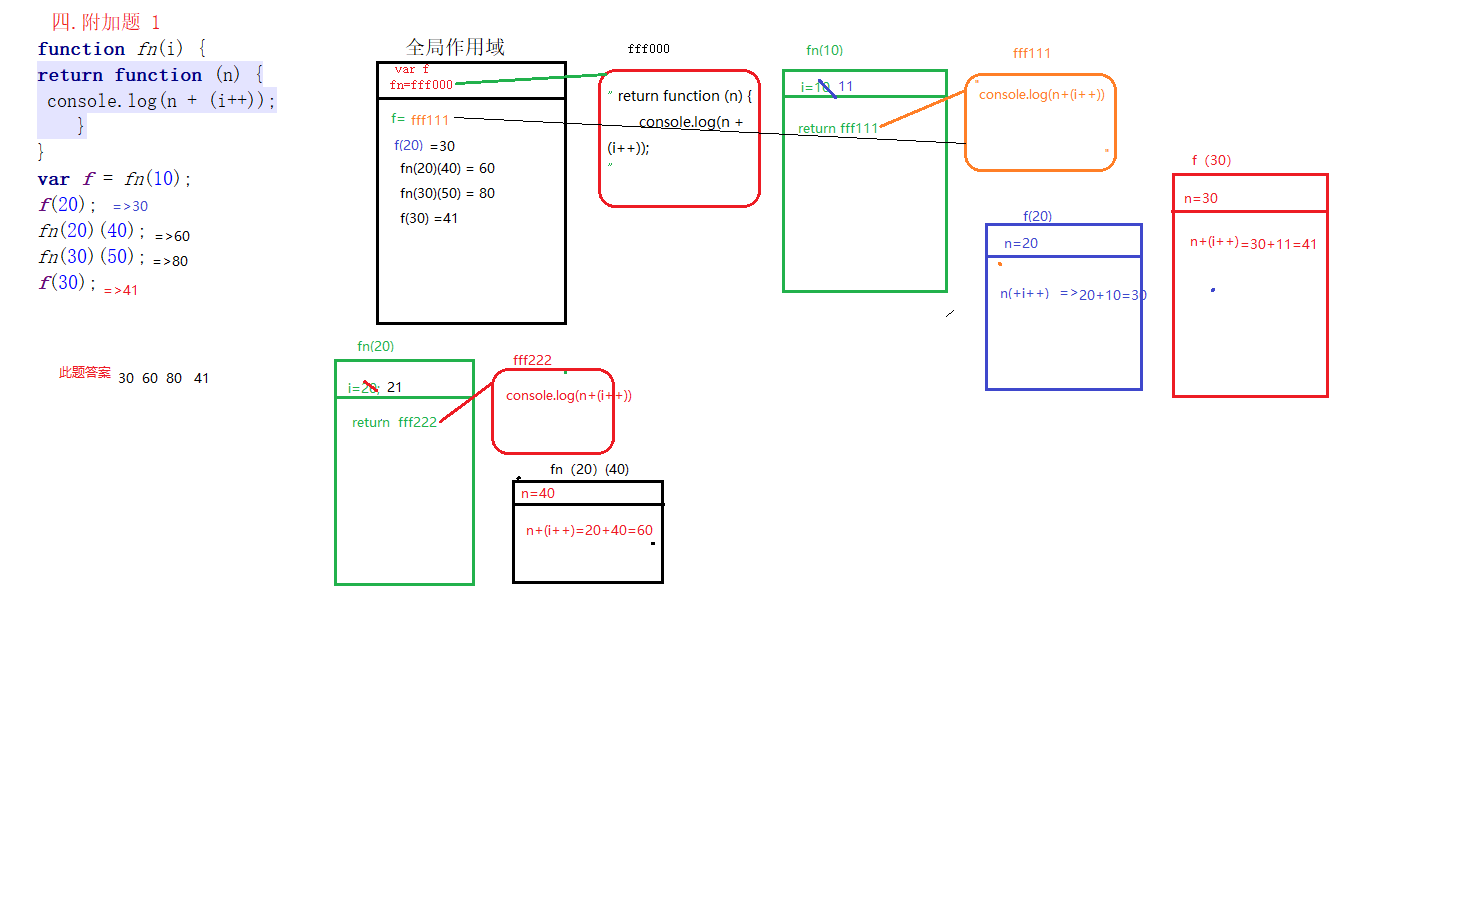 四.附加题 1
function fn(i) {
return function (n) {
console.log(n + (i++));
}
}
var f = fn(10);
f(20); =>30
fn(20)(40); =>60
fn(30)(50); =>80
f(30); =>41
此题答案 30 60 80 41
全局作用域
var f
fn=fff000
f= fff111
f(20) =30
fn(20)(40) = 60
fn(30)(50) = 80
f(30) =41
fff000
" return function (n) {
console.log(n +
(i++));
"
fn(10)
i=10 11
return fff111
fff111
console.log(n+(i++))
f（30）
n=30
n+(i++)=30+11=41
f(20)
n=20
n(+i++) =>20+10=30
fn(20)
i=20; 21
return fff222
fff222
console.log(n+(i++))
fn（20）(40)
n=40
n+(i++)=20+40=60